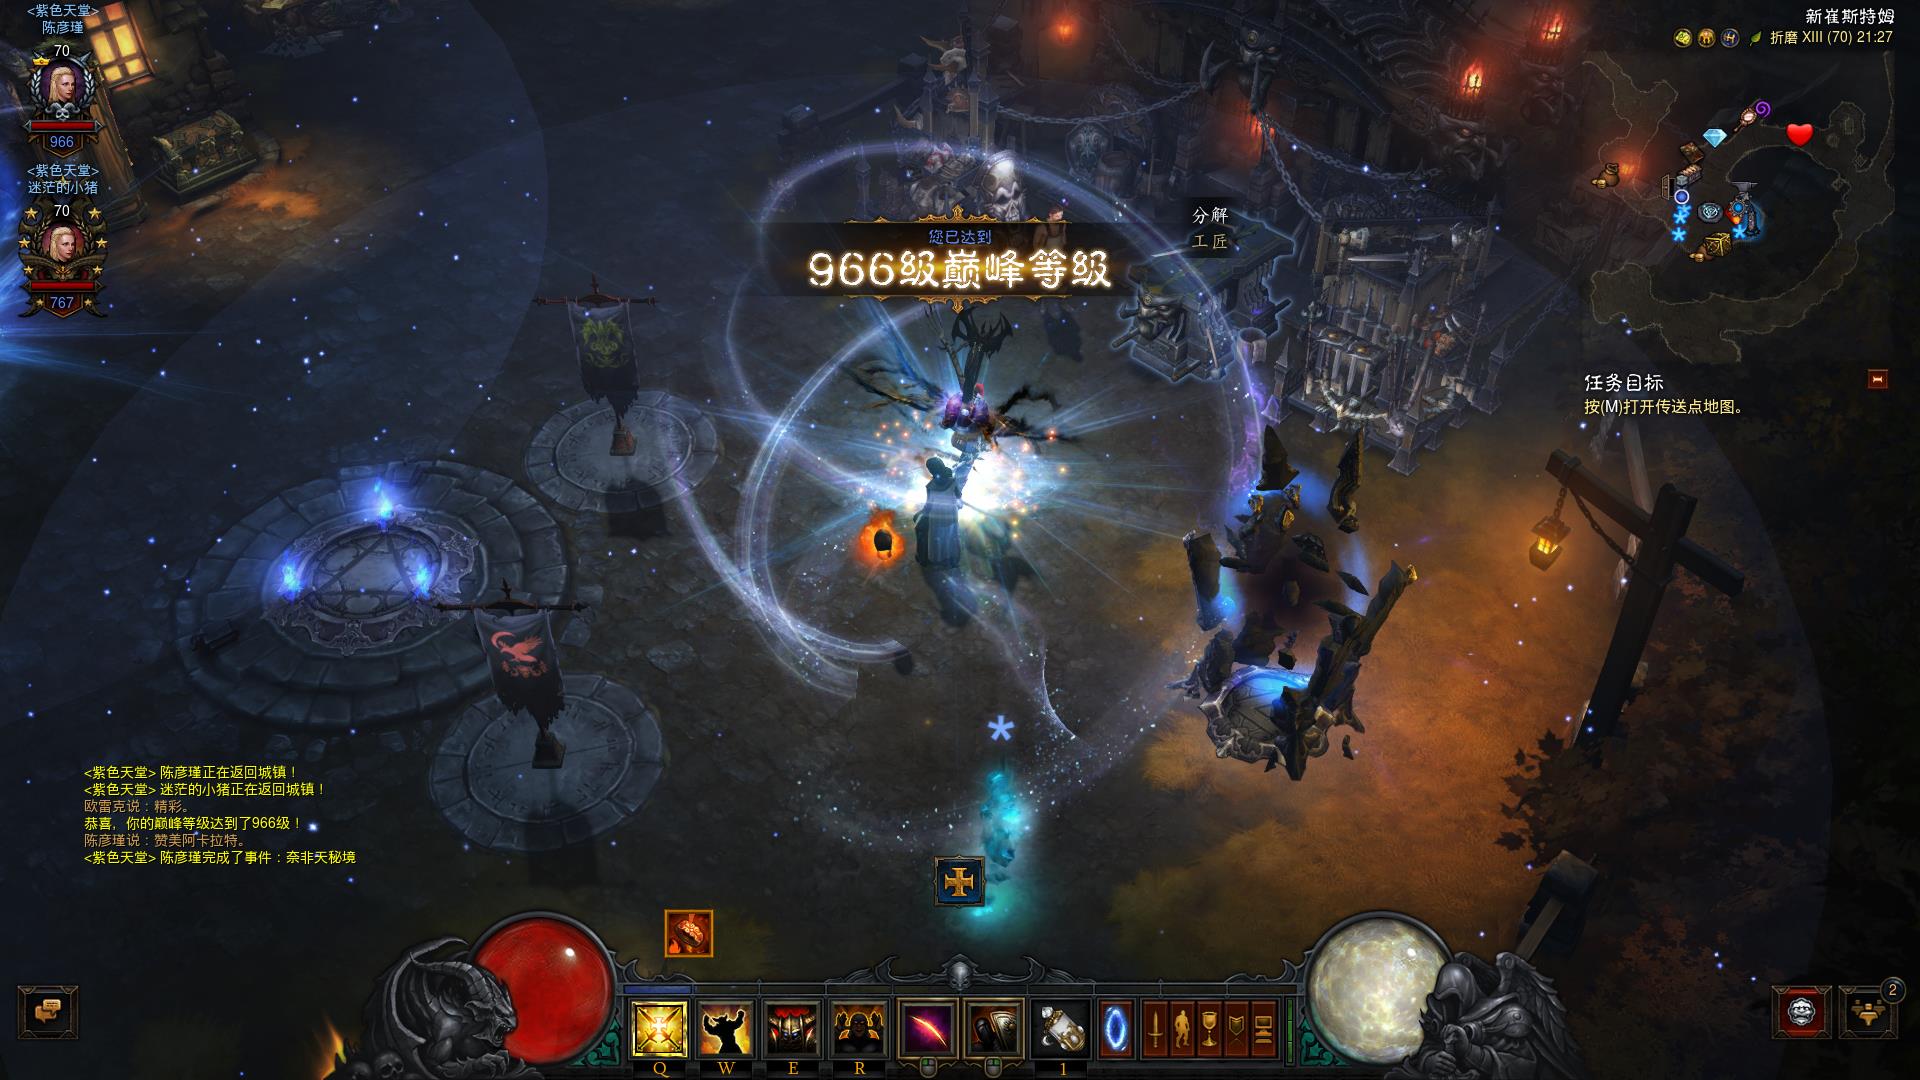 <紫色天堂>
陈彦瑾
70
966
<紫色天堂>
迷茫的小猪
70
767
新崔斯特姆
折磨 XIII (70) 21:27
您已达到
966级巅峰等级
分解
工匠
任务目标
按(M)打开传送点地图。
<紫色天堂> 陈彦瑾正在返回城镇！
<紫色天堂> 迷茫的小猪正在返回城镇！
欧雷克说：精彩。
恭喜，你的巅峰等级达到了966级！
陈彦瑾说：赞美阿卡拉特。
<紫色天堂> 陈彦瑾完成了事件：奈非天秘境
Q W E R 1
2